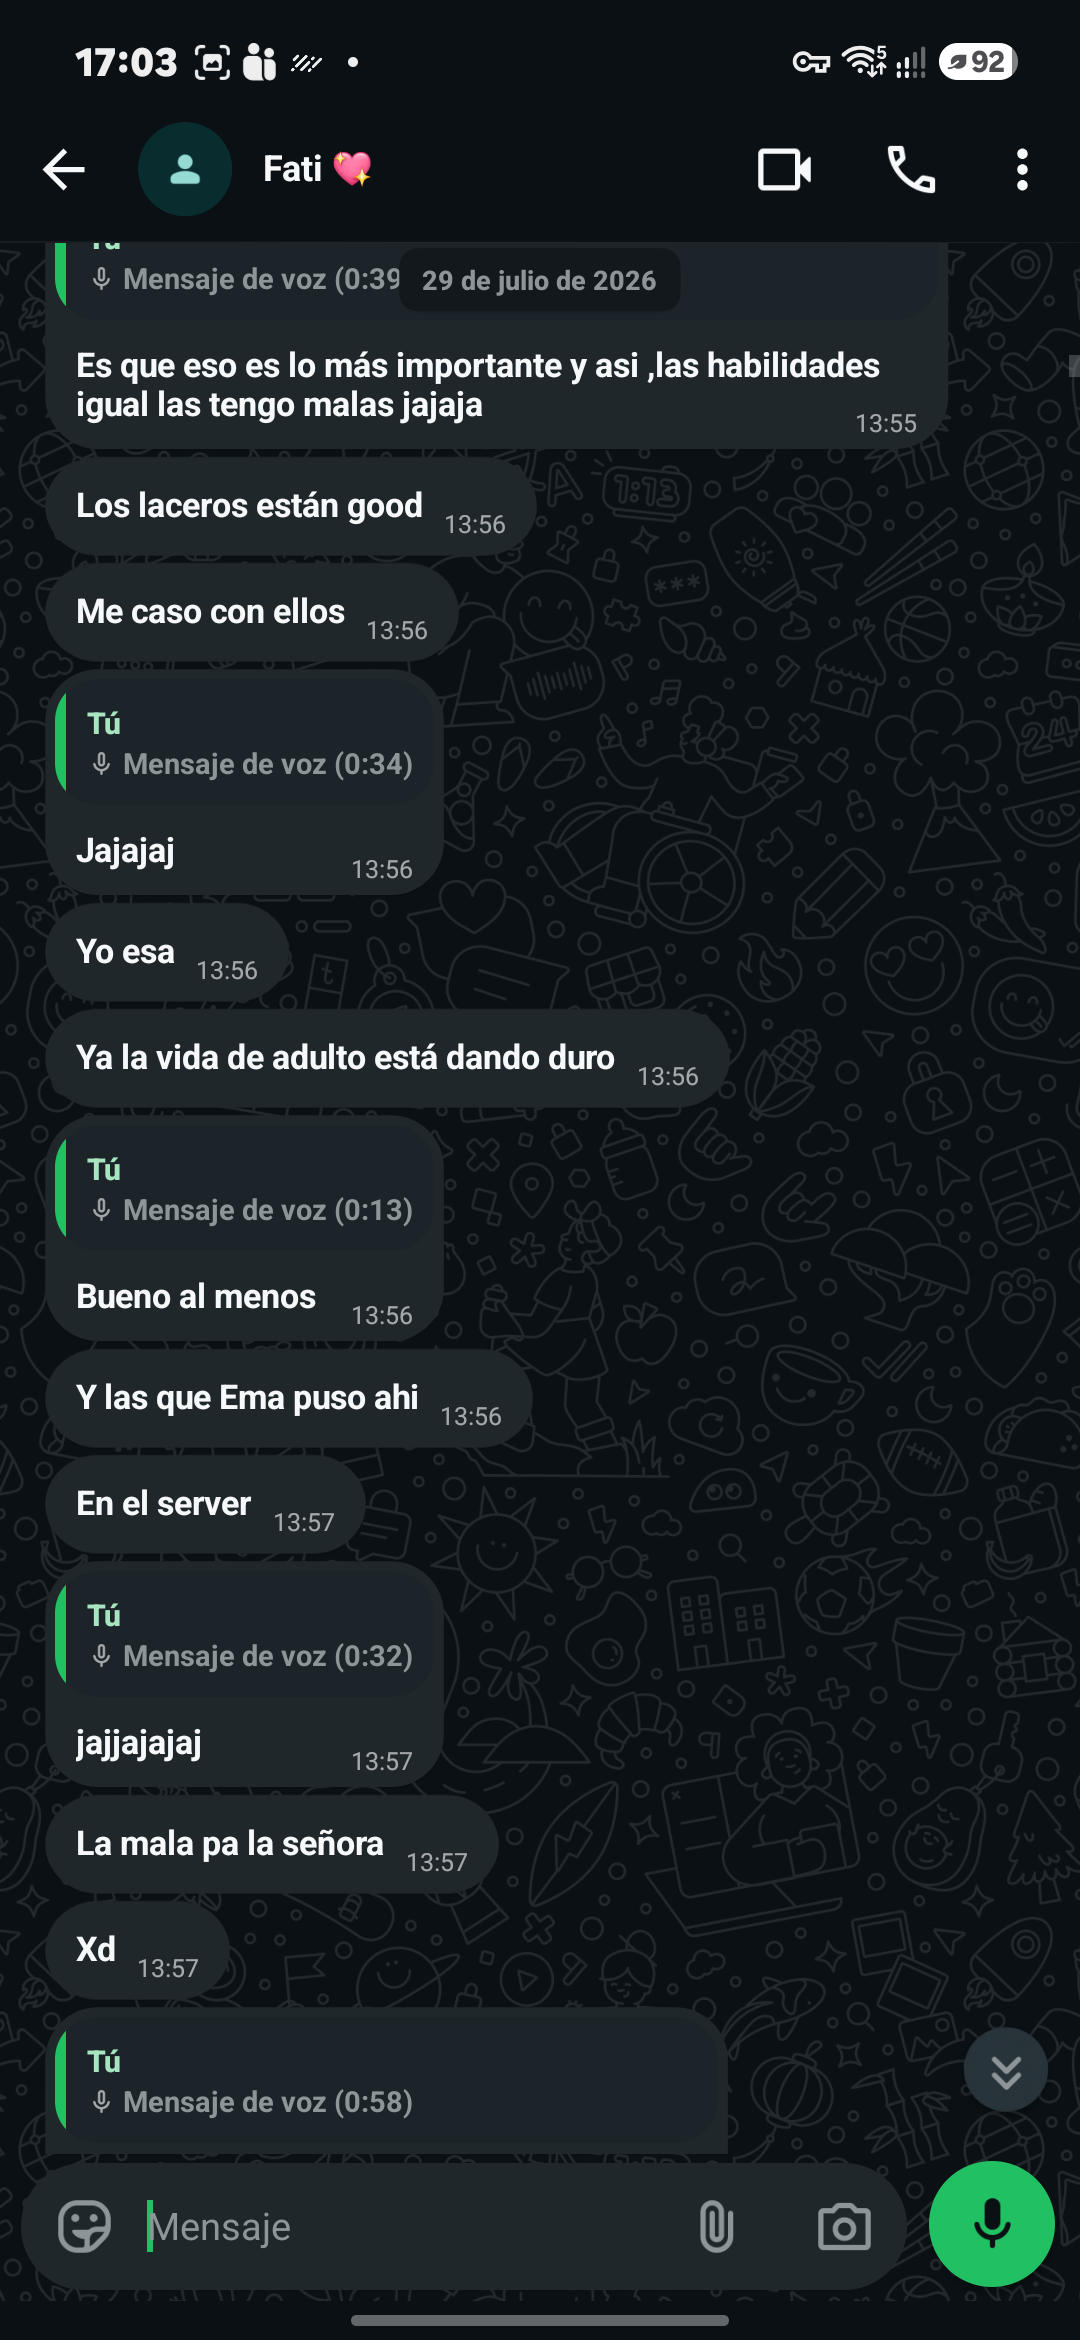 17:03
5
92
Fati 💖
Tú
Mensaje de voz (0:39
29 de julio de 2026
Es que eso es lo más importante y asi ,las habilidades
igual las tengo malas jajaja
13:55
Los laceros están good
13:56
Me caso con ellos
13:56
Tú
Mensaje de voz (0:34)
Jajajaj
13:56
Yo esa
13:56
Ya la vida de adulto está dando duro
13:56
Tú
Mensaje de voz (0:13)
Bueno al menos
13:56
Y las que Ema puso ahi
13:56
En el server
13:57
Tú
Mensaje de voz (0:32)
jajjajajaj
13:57
La mala pa la señora
13:57
Xd
13:57
Tú
Mensaje de voz (0:58)
Mensaje